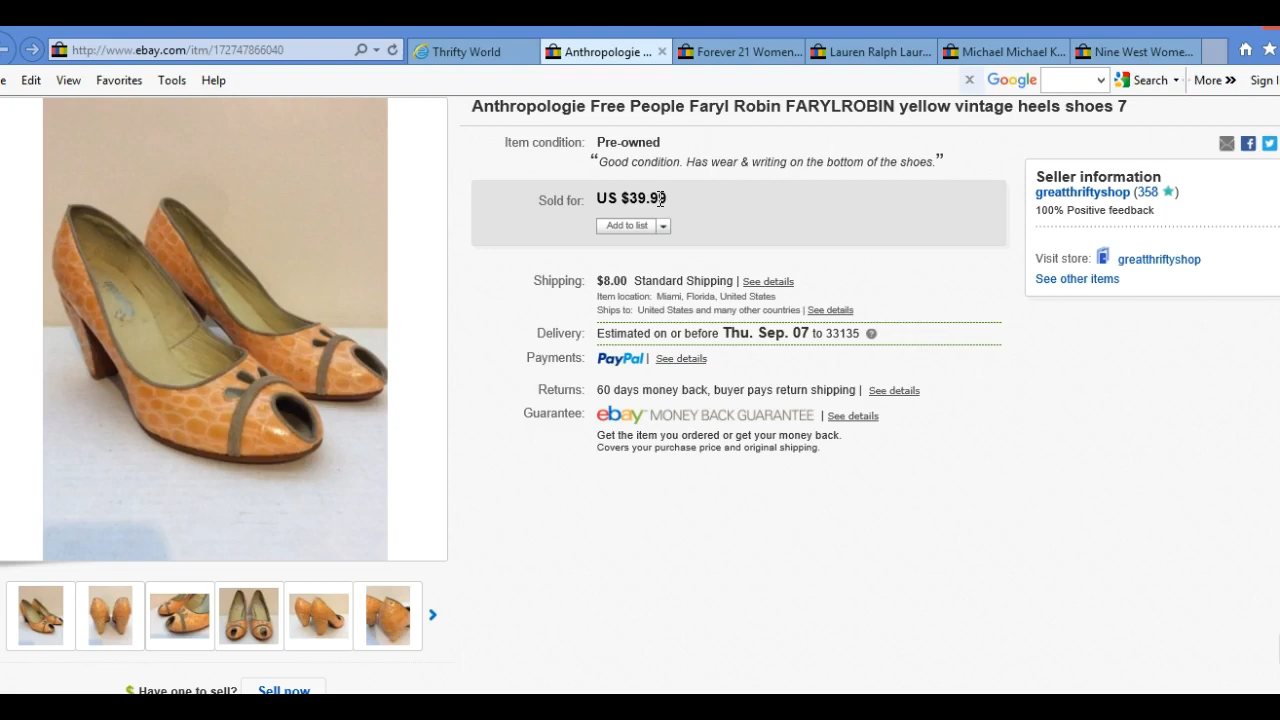 http://www.ebay.com/itm/172747866040
Thrifty World
Anthropologie ...
Forever 21 Women...
Lauren Ralph Laur...
Michael Michael K...
Nine West Wome...
e Edit View Favorites Tools Help
Google
Search
More
Sign I
Anthropologie Free People Faryl Robin FARYLROBIN yellow vintage heels shoes 7
Item condition: Pre-owned
“Good condition. Has wear & writing on the bottom of the shoes.”
Sold for: US $39.99
Add to list
Shipping: $8.00 Standard Shipping | See details
Item location: Miami, Florida, United States
Ships to: United States and many other countries | See details
Delivery: Estimated on or before Thu. Sep. 07 to 33135
Payments: PayPal | See details
Returns: 60 days money back, buyer pays return shipping | See details
Guarantee: ebay MONEY BACK GUARANTEE | See details
Get the item you ordered or get your money back.
Covers your purchase price and original shipping.
Seller information
greatthriftyshop (358)
100% Positive feedback
Visit store: greatthriftyshop
See other items
Have one to sell? Sell now